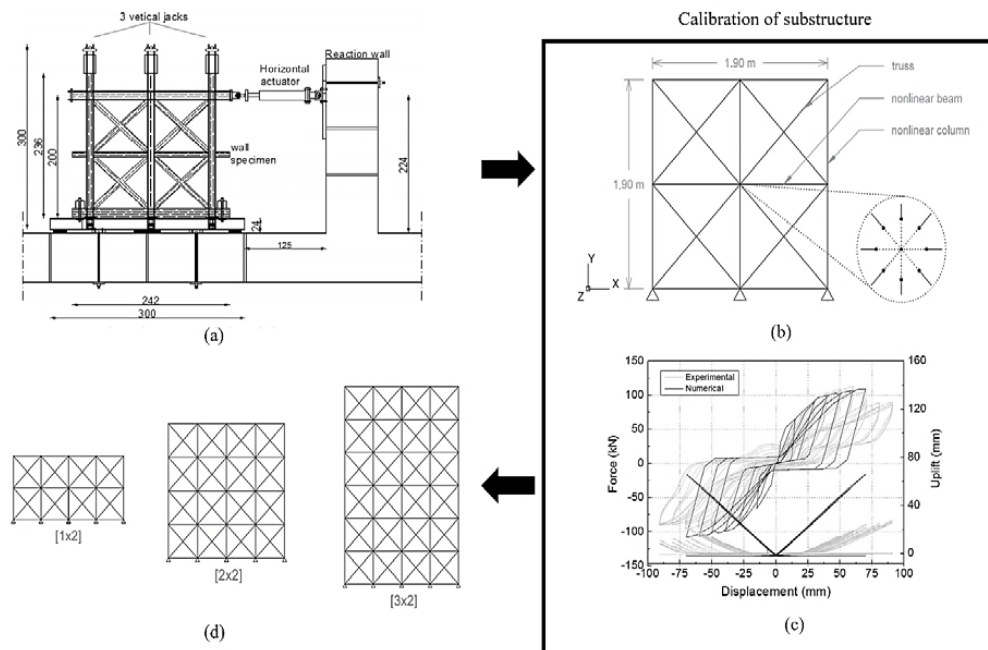 3 vetical jacks
Reaction wall
Horizontal
actuator
wall
specimen
300
236
200
224
24
125
242
300
(a)
Calibration of substructure
1.90 m
truss
nonlinear beam
nonlinear column
1,90 m
Y
X
Z
(b)
150
100
50
0
-50
-100
-150
Force (kN)
Experimental
Numerical
160
120
80
40
0
Uplift (mm)
-100 -75 -50 -25 0 25 50 75 100
Displacement (mm)
(c)
[1x2]
[2x2]
[3x2]
(d)